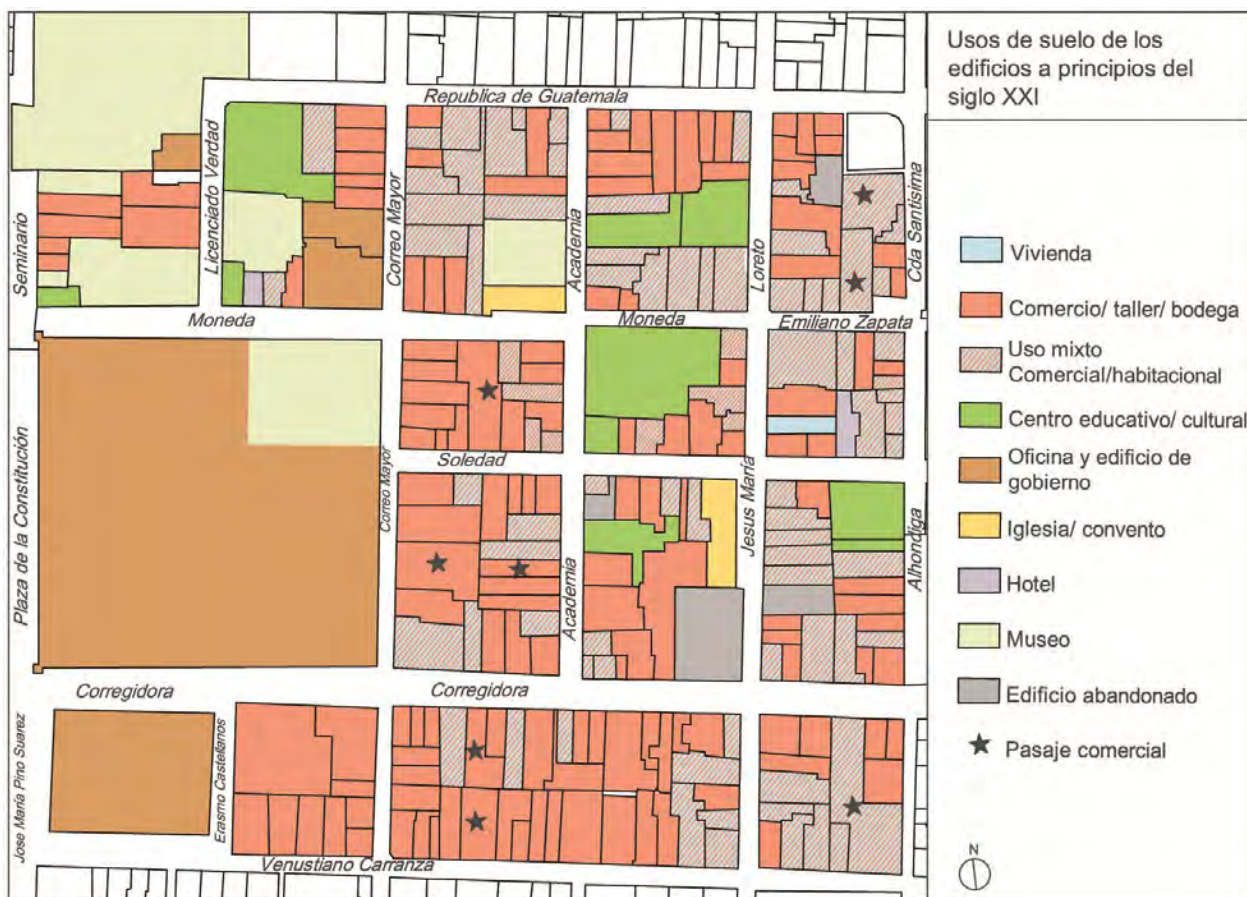 Usos de suelo de los
edificios a principios del
siglo XXI
Republica de Guatemala
Seminario
Licenciado Verdad
Correo Mayor
Academia
Loreto
Cda Santisima
Moneda
Moneda
Emiliano Zapata
Plaza de la Constitución
Correo Mayor
Soledad
Academia
Jesus María
Alhondiga
Corregidora
Corregidora
Jose María Pino Suarez
Erasmo Castellanos
Venustiano Carranza
Vivienda
Comercio/ taller/ bodega
Uso mixto
Comercial/habitacional
Centro educativo/ cultural
Oficina y edificio de
gobierno
Iglesia/ convento
Hotel
Museo
Edificio abandonado
Pasaje comercial
N